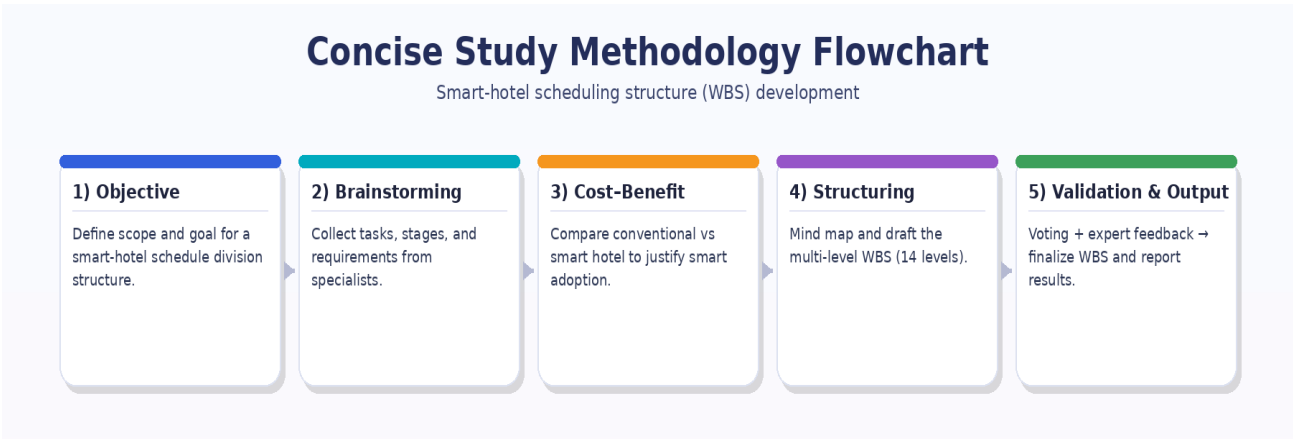 Concise Study Methodology Flowchart
Smart-hotel scheduling structure (WBS) development
1) Objective
Define scope and goal for a
smart-hotel schedule division
structure.
2) Brainstorming
Collect tasks, stages, and
requirements from
specialists.
3) Cost–Benefit
Compare conventional vs
smart hotel to justify smart
adoption.
4) Structuring
Mind map and draft the
multi-level WBS (14 levels).
5) Validation & Output
Voting + expert feedback →
finalize WBS and report
results.